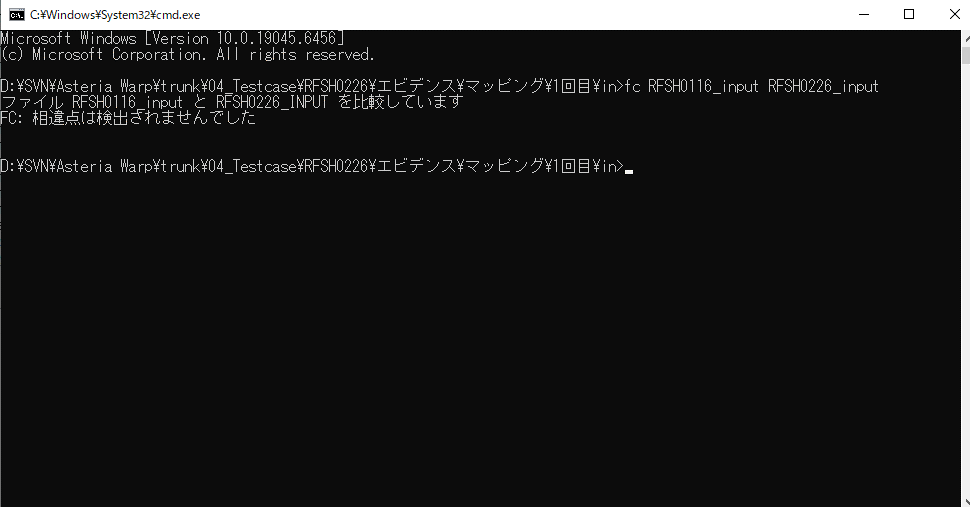 C:¥Windows¥System32¥cmd.exe
Microsoft Windows [Version 10.0.19045.6456]
(c) Microsoft Corporation. All rights reserved.
D:¥SVN¥Asteria Warp¥trunk¥04_Testcase¥RFSH0226¥エビデンス¥マッピング¥1回目¥in>fc RFSH0116_input RFSH0226_input
ファイル RFSH0116_input と RFSH0226_INPUT を比較しています
FC: 相違点は検出されませんでした
D:¥SVN¥Asteria Warp¥trunk¥04_Testcase¥RFSH0226¥エビデンス¥マッピング¥1回目¥in>